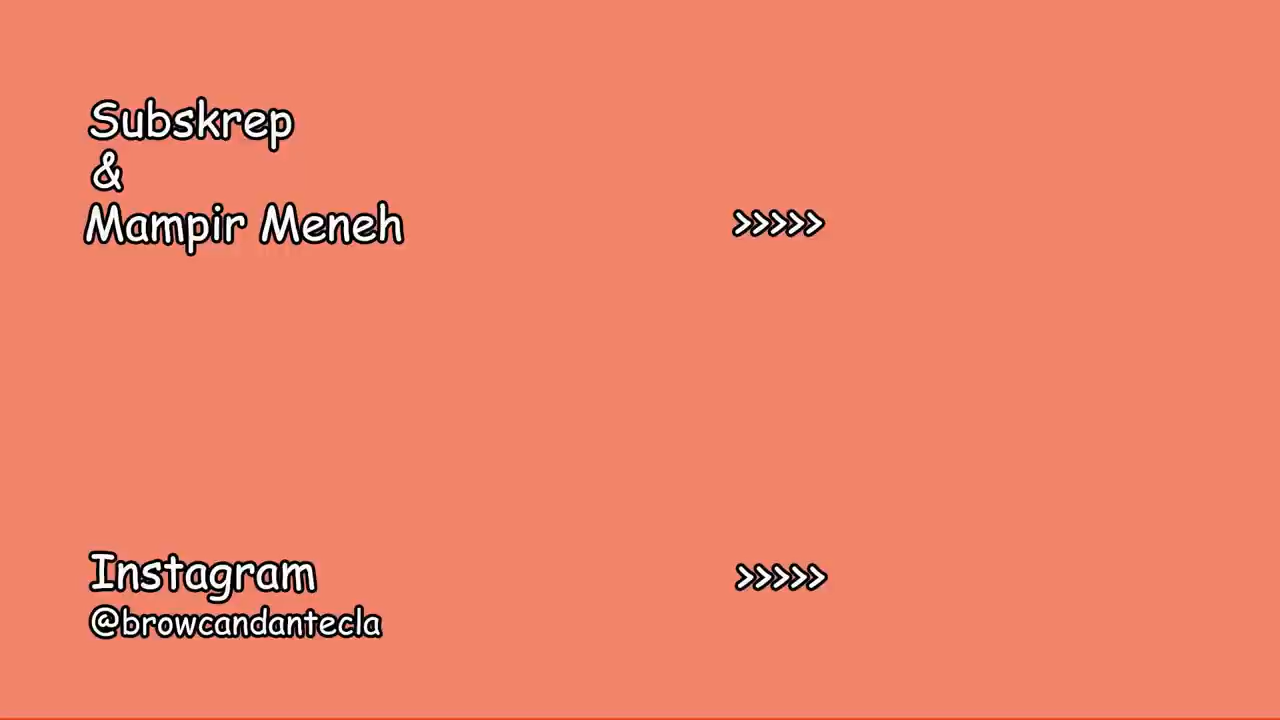 Subskrep
&
Mampir Meneh
>>>>>
Instagram
@browcandantecla
>>>>>